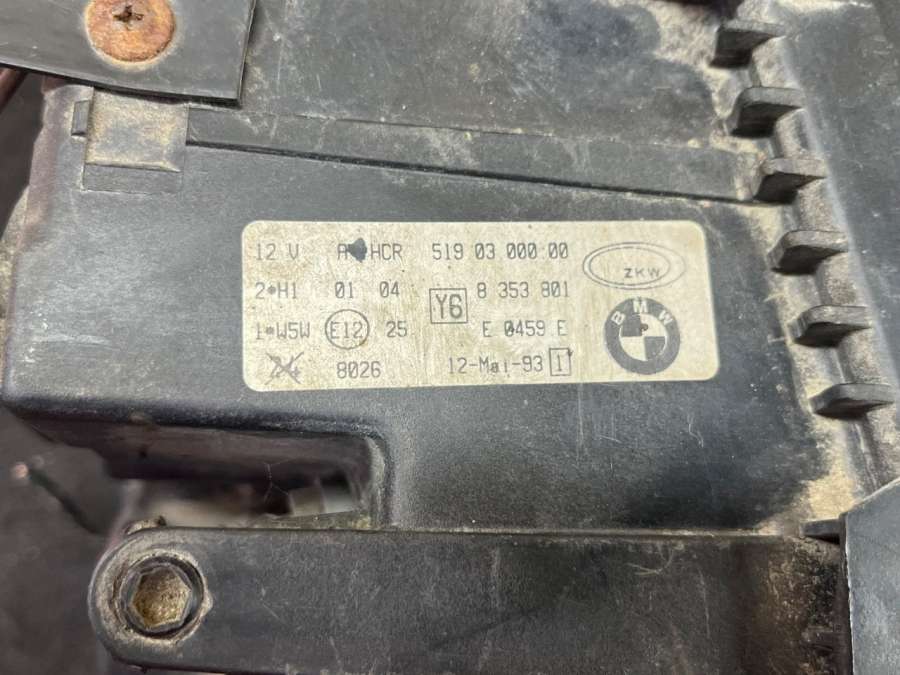 12 V HCR 519 03 000 00
ZKW
2*H1 01 04 Y6 8 353 801
BMW
1*W5W E12 25 E 0459 E
8026 12-Mai-93 1